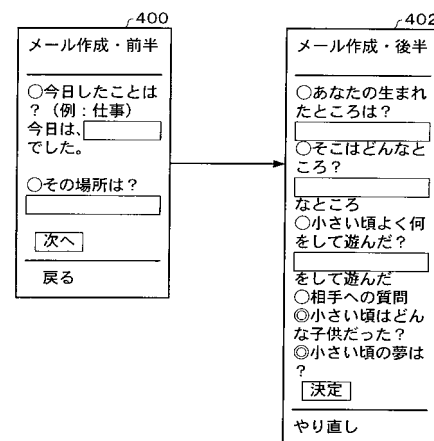 400
メール作成・前半
○今日したことは
?(例:仕事)
今日は、
でした。
○その場所は?
次へ
戻る
402
メール作成・後半
○あなたの生まれ
たところは?
○そこはどんなと
ころ?
なところ
○小さい頃よく何
をして遊んだ?
をして遊んだ
○相手への質問
◎小さい頃はどん
な子供だった?
◎小さい頃の夢は
?
決定
やり直し